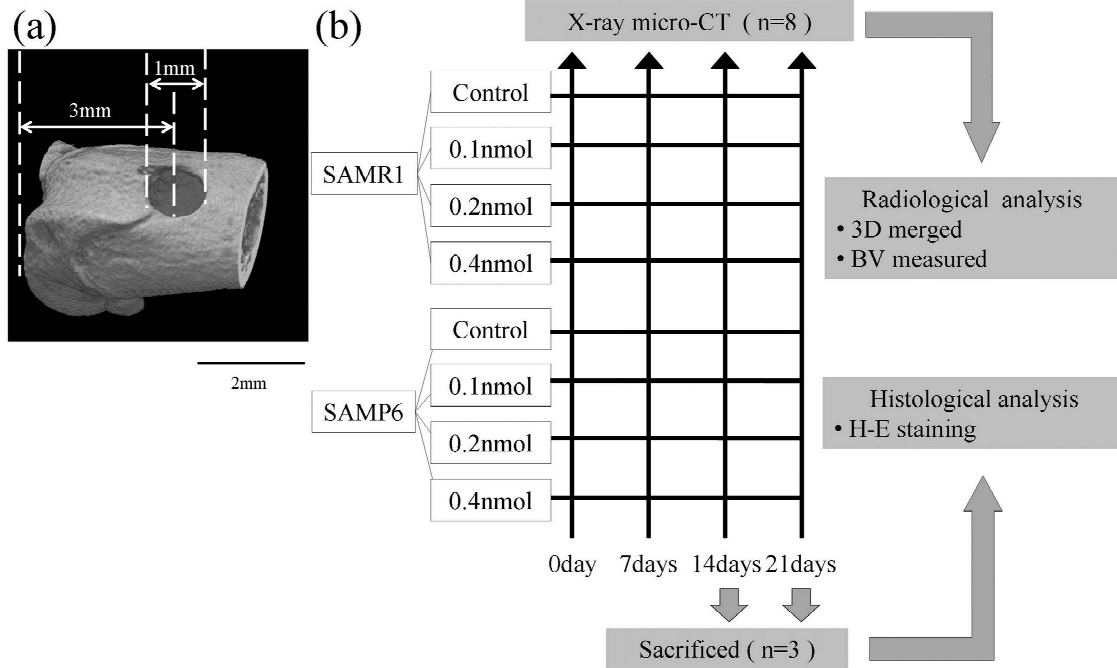 (a)
1mm
3mm
2mm
(b)
X-ray micro-CT ( n=8 )
SAMR1
Control
0.1nmol
0.2nmol
0.4nmol
SAMP6
Control
0.1nmol
0.2nmol
0.4nmol
0day
7days
14days
21days
Sacrificed ( n=3 )
Radiological analysis
• 3D merged
• BV measured
Histological analysis
• H-E staining